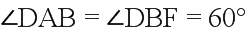 ∠DAB = ∠DBF = 60°